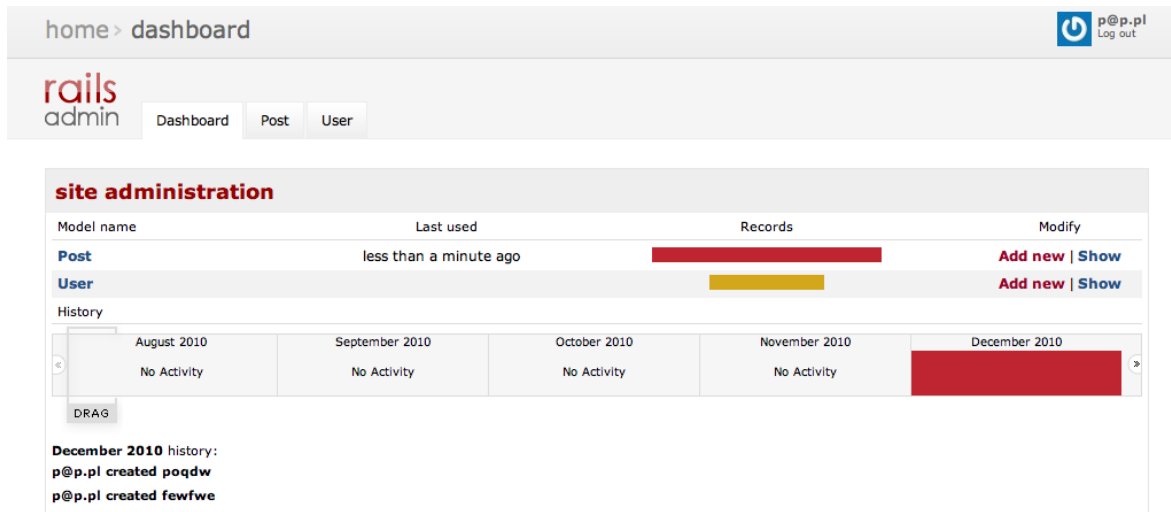 home › dashboard
p@p.pl
Log out
rails
admin
Dashboard Post User
site administration
Model name Last used Records Modify
Post less than a minute ago Add new | Show
User Add new | Show
History
August 2010 September 2010 October 2010 November 2010 December 2010
« No Activity No Activity No Activity No Activity »
DRAG
December 2010 history:
p@p.pl created poqdw
p@p.pl created fewfwe